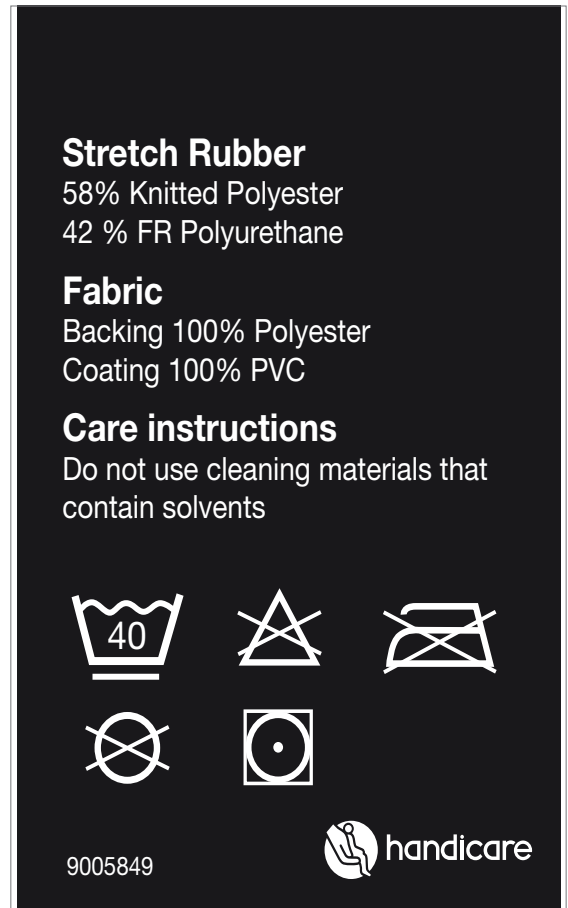 Stretch Rubber
58% Knitted Polyester
42 % FR Polyurethane
Fabric
Backing 100% Polyester
Coating 100% PVC
Care instructions
Do not use cleaning materials that
contain solvents
40
9005849
handicare